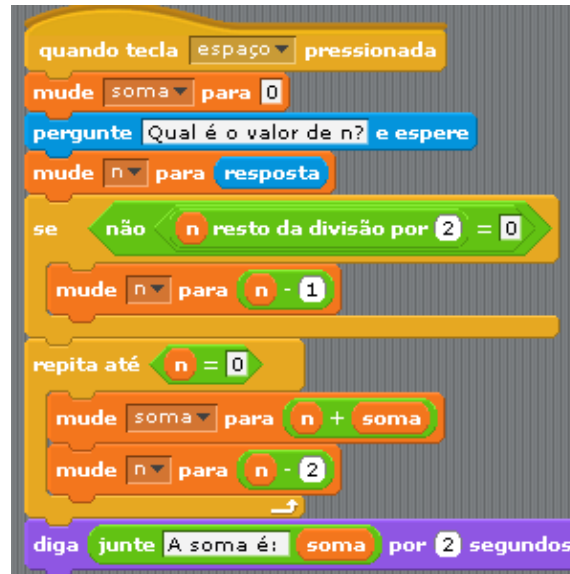 quando tecla espaço pressionada
mude soma para 0
pergunte Qual é o valor de n? e espere
mude n para resposta
se não n resto da divisão por 2 = 0
mude n para n - 1
repita até n = 0
mude soma para n + soma
mude n para n - 2
diga junte A soma é: soma por 2 segundos